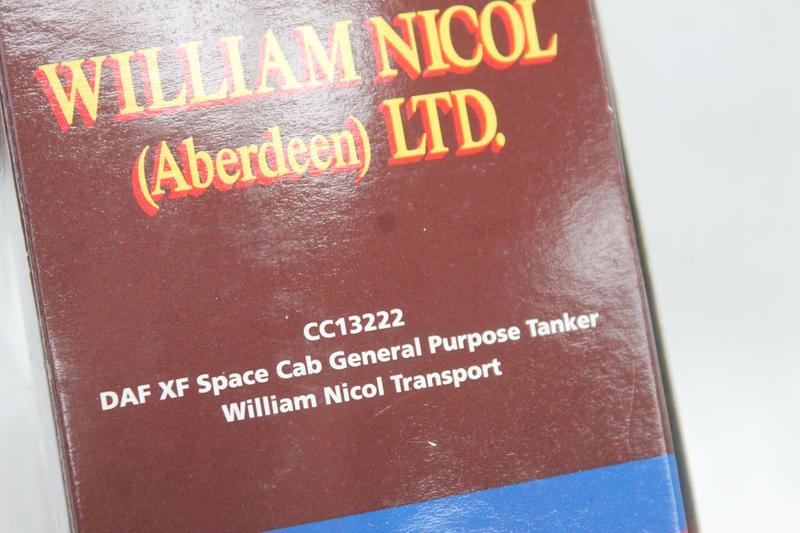 WILLIAM NICOL
(Aberdeen) LTD.
CC13222
DAF XF Space Cab General Purpose Tanker
William Nicol Transport